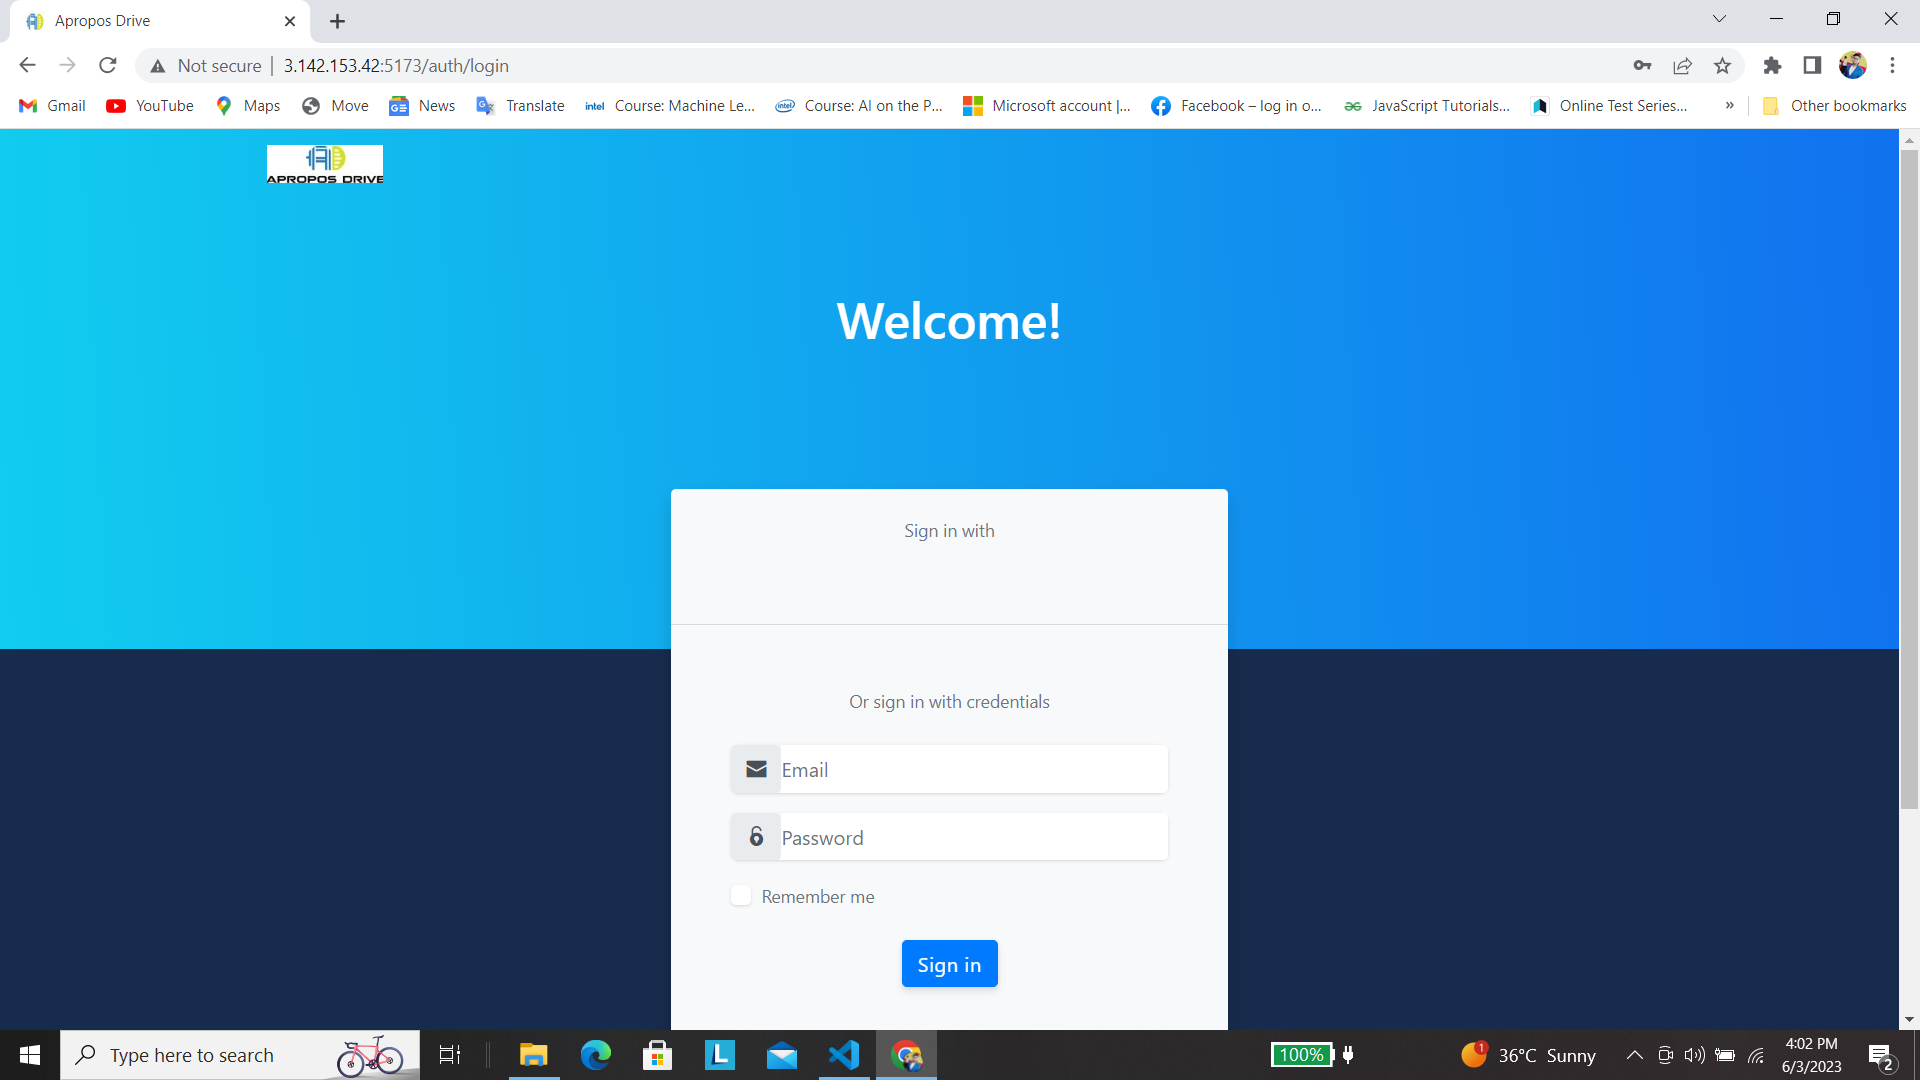 Apropos Drive
Not secure | 3.142.153.42:5173/auth/login
Gmail YouTube Maps Move News Translate intel Course: Machine Le... intel Course: AI on the P... Microsoft account |... Facebook – log in o... JavaScript Tutorials... Online Test Series... » Other bookmarks
APROPOS DRIVE
Welcome!
Sign in with
Or sign in with credentials
Email
Password
Remember me
Sign in
Type here to search
L
100%
1
36°C Sunny
4:02 PM
6/3/2023
2